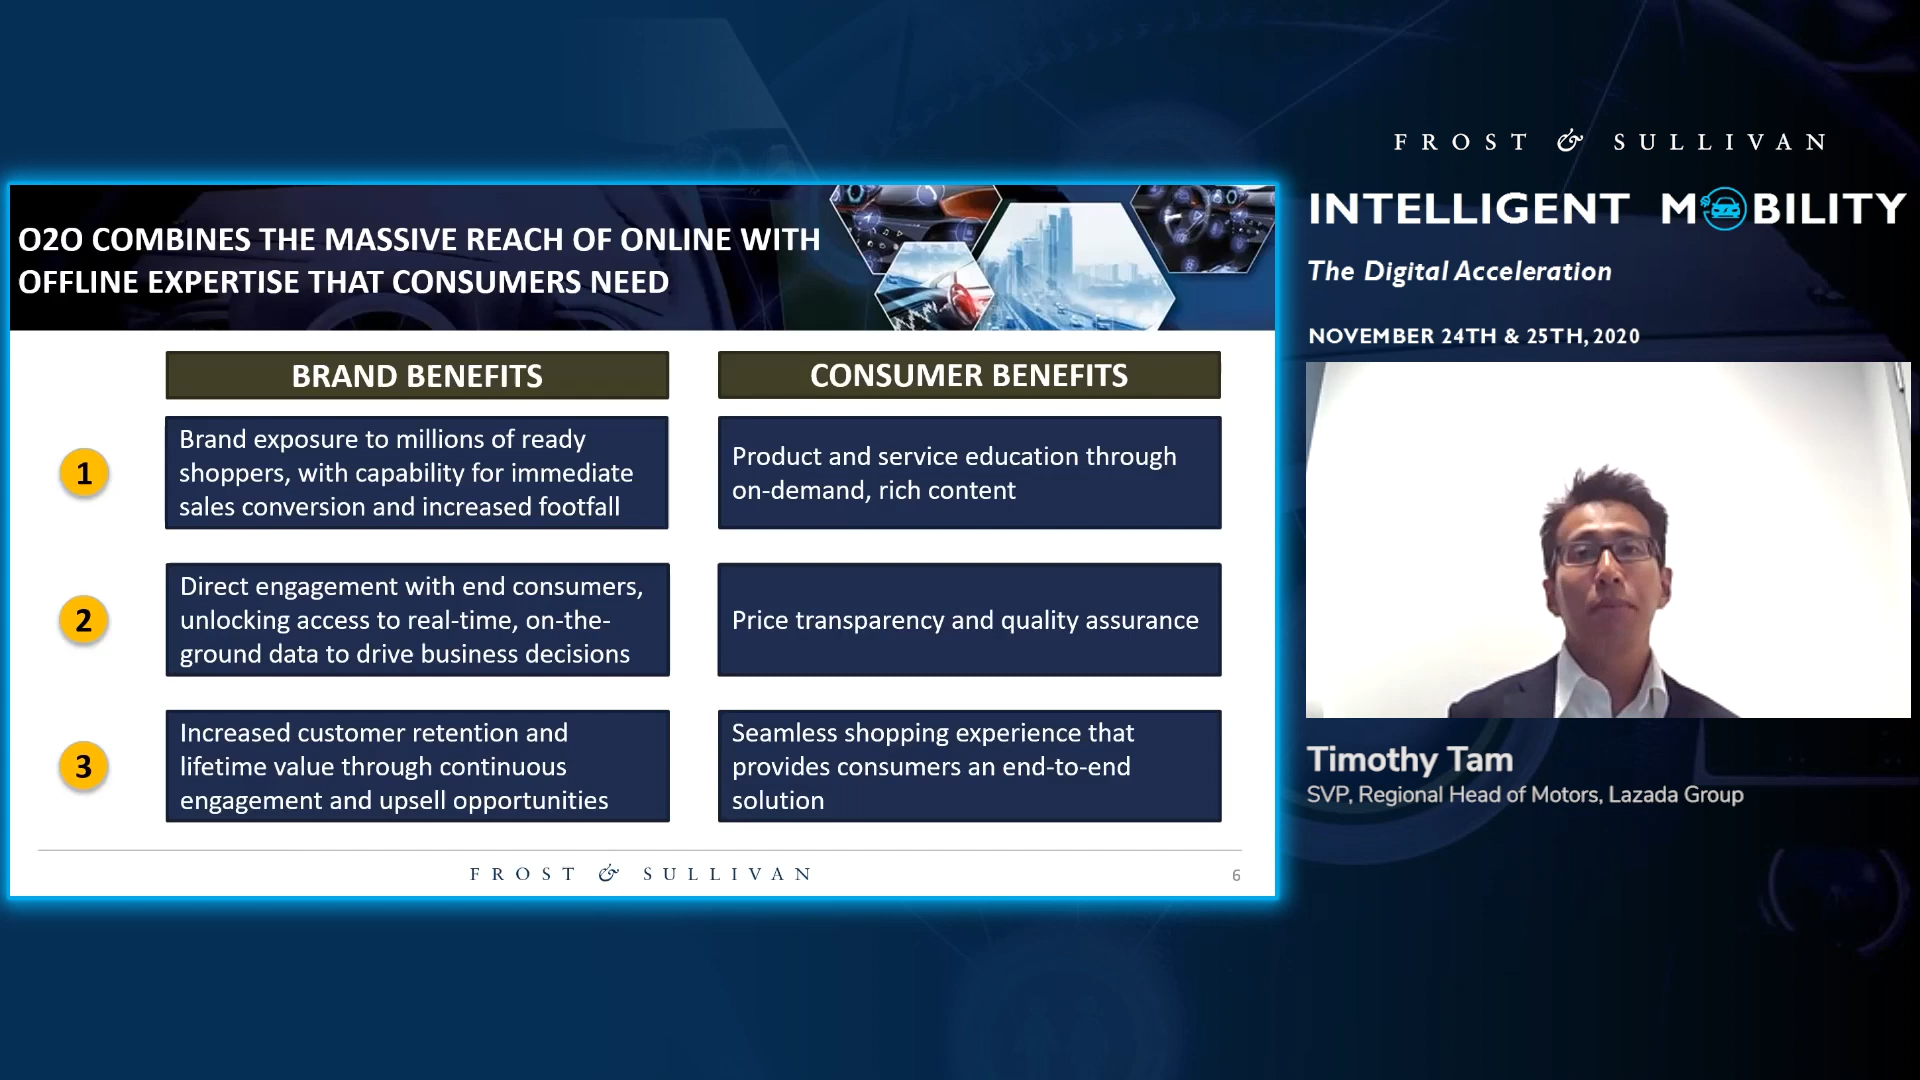 FROST & SULLIVAN
INTELLIGENT MOBILITY
The Digital Acceleration
NOVEMBER 24TH & 25TH, 2020
O2O COMBINES THE MASSIVE REACH OF ONLINE WITH
OFFLINE EXPERTISE THAT CONSUMERS NEED
BRAND BENEFITS
CONSUMER BENEFITS
1
Brand exposure to millions of ready
shoppers, with capability for immediate
sales conversion and increased footfall
Product and service education through
on-demand, rich content
2
Direct engagement with end consumers,
unlocking access to real-time, on-the-
ground data to drive business decisions
Price transparency and quality assurance
3
Increased customer retention and
lifetime value through continuous
engagement and upsell opportunities
Seamless shopping experience that
provides consumers an end-to-end
solution
FROST & SULLIVAN
6
Timothy Tam
SVP, Regional Head of Motors, Lazada Group